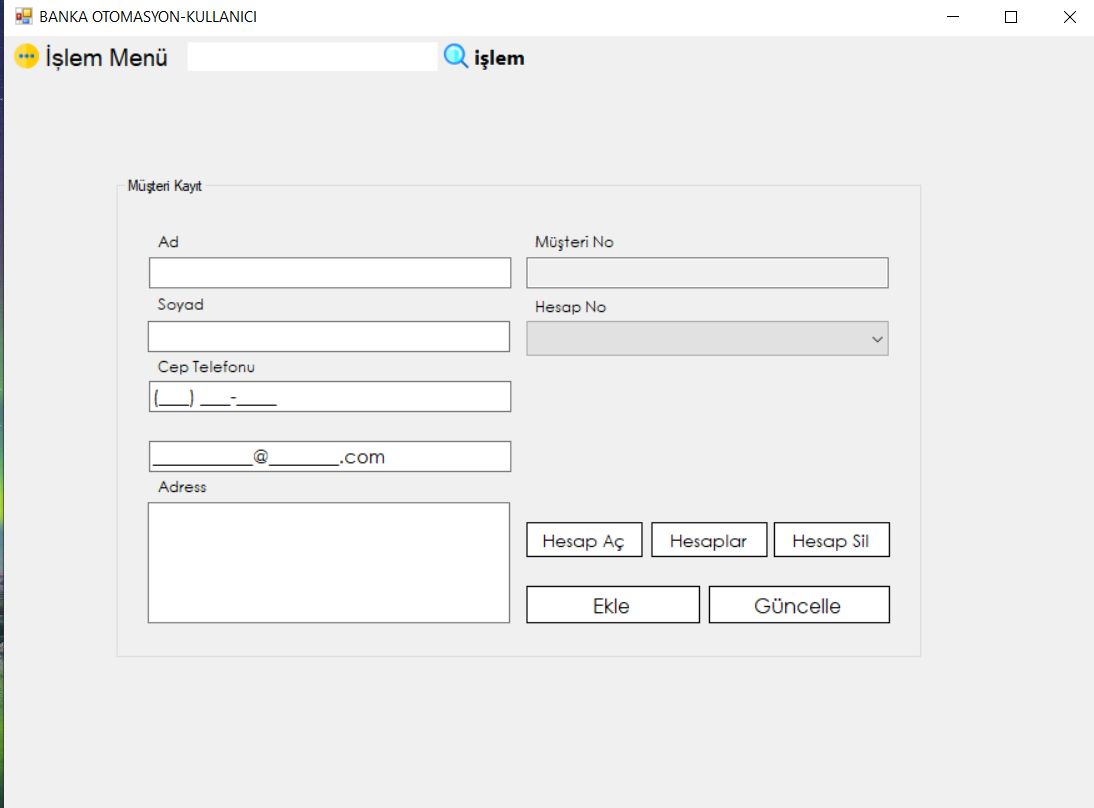 BANKA OTOMASYON-KULLANICI
İşlem Menü işlem
Müşteri Kayıt
Ad
Müşteri No
Soyad
Hesap No
Cep Telefonu
(___) ___-____
__________@_______.com
Adress
Hesap Aç Hesaplar Hesap Sil
Ekle Güncelle